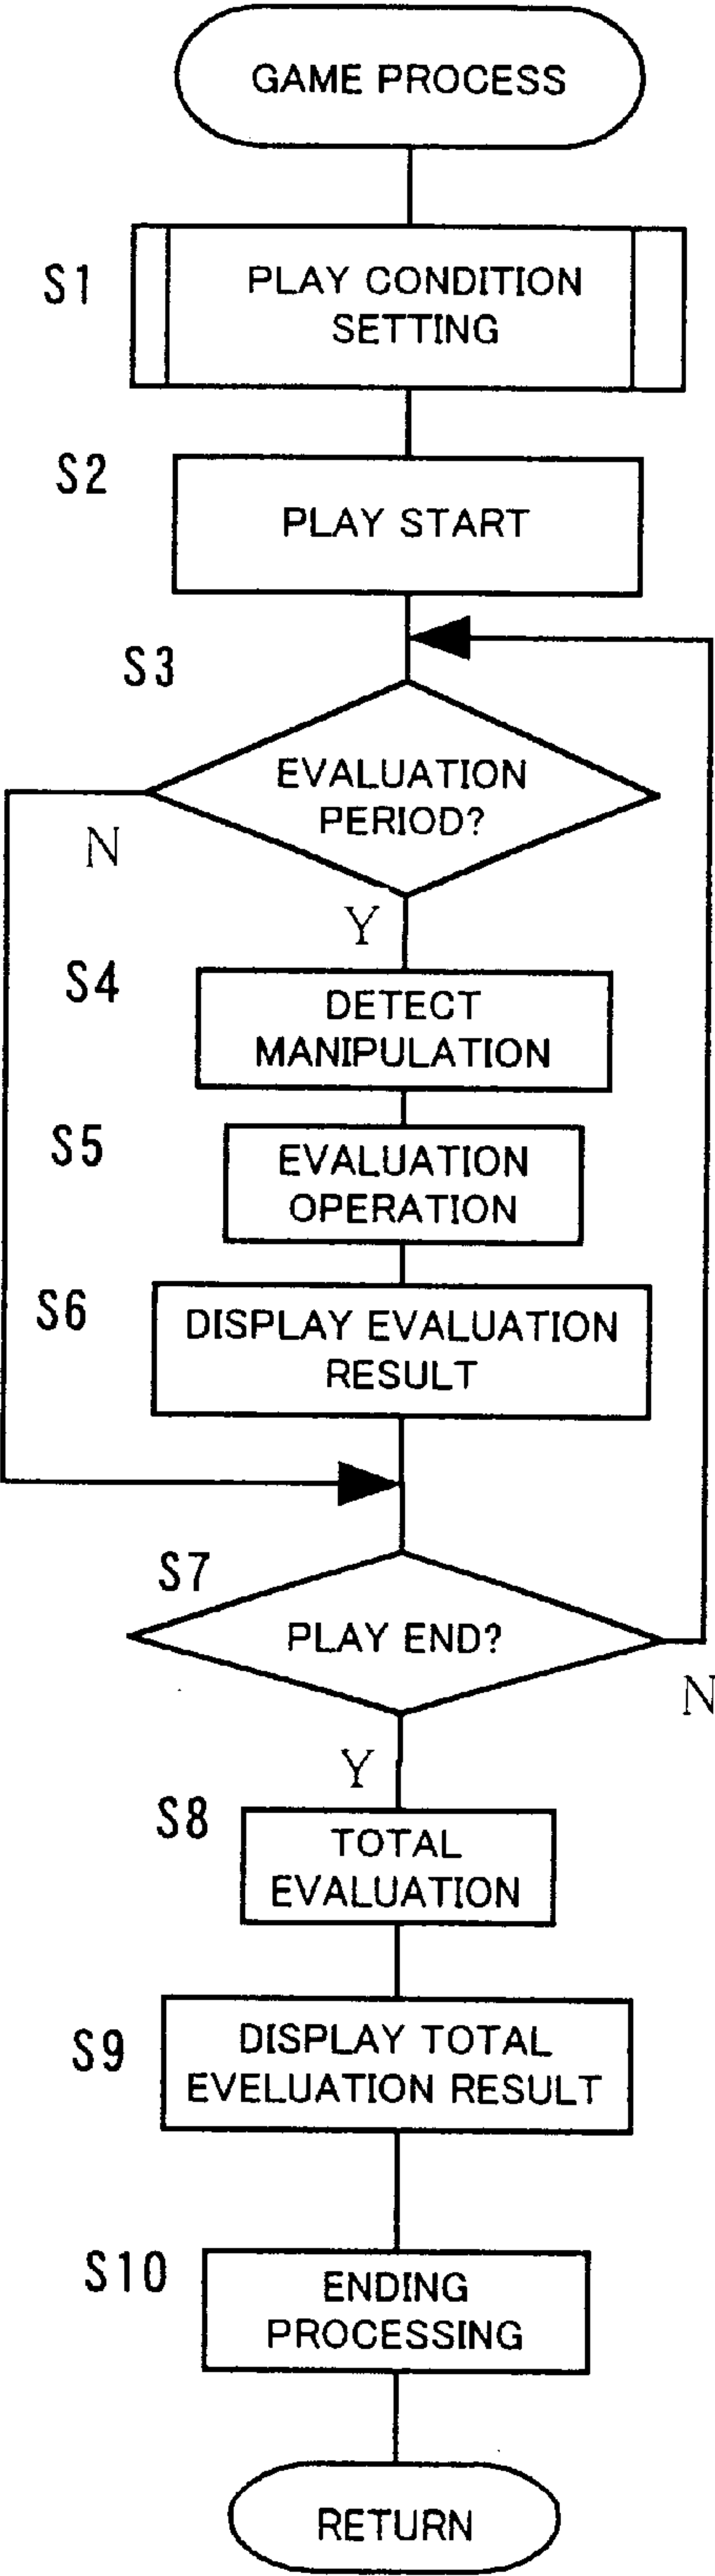 GAME PROCESS
S1
PLAY CONDITION
SETTING
S2
PLAY START
S3
EVALUATION
PERIOD?
N
Y
S4
DETECT
MANIPULATION
S5
EVALUATION
OPERATION
S6
DISPLAY EVALUATION
RESULT
S7
PLAY END?
N
Y
S8
TOTAL
EVALUATION
S9
DISPLAY TOTAL
EVELUATION RESULT
S10
ENDING
PROCESSING
RETURN